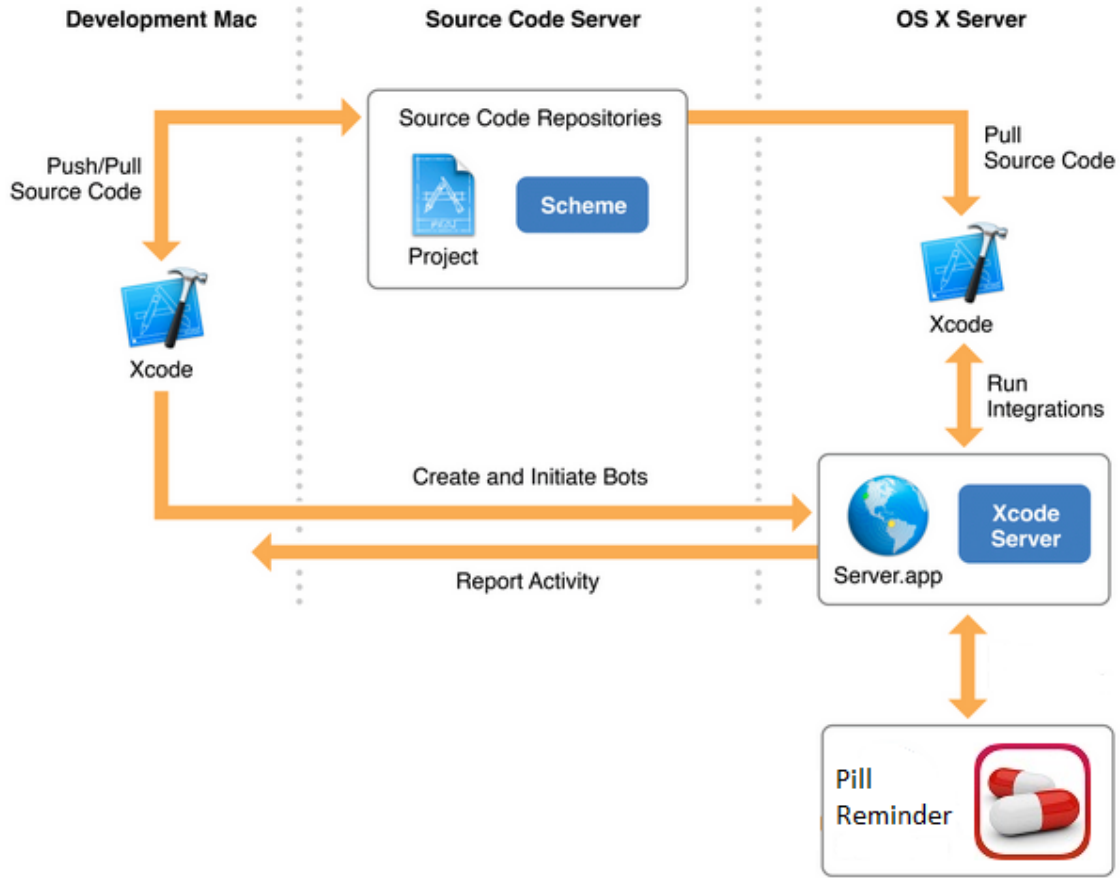 Development Mac
Source Code Server
OS X Server
Source Code Repositories
Project
Scheme
Push/Pull
Source Code
Pull
Source Code
Xcode
Xcode
Run
Integrations
Create and Initiate Bots
Report Activity
Server.app
Xcode
Server
Pill
Reminder